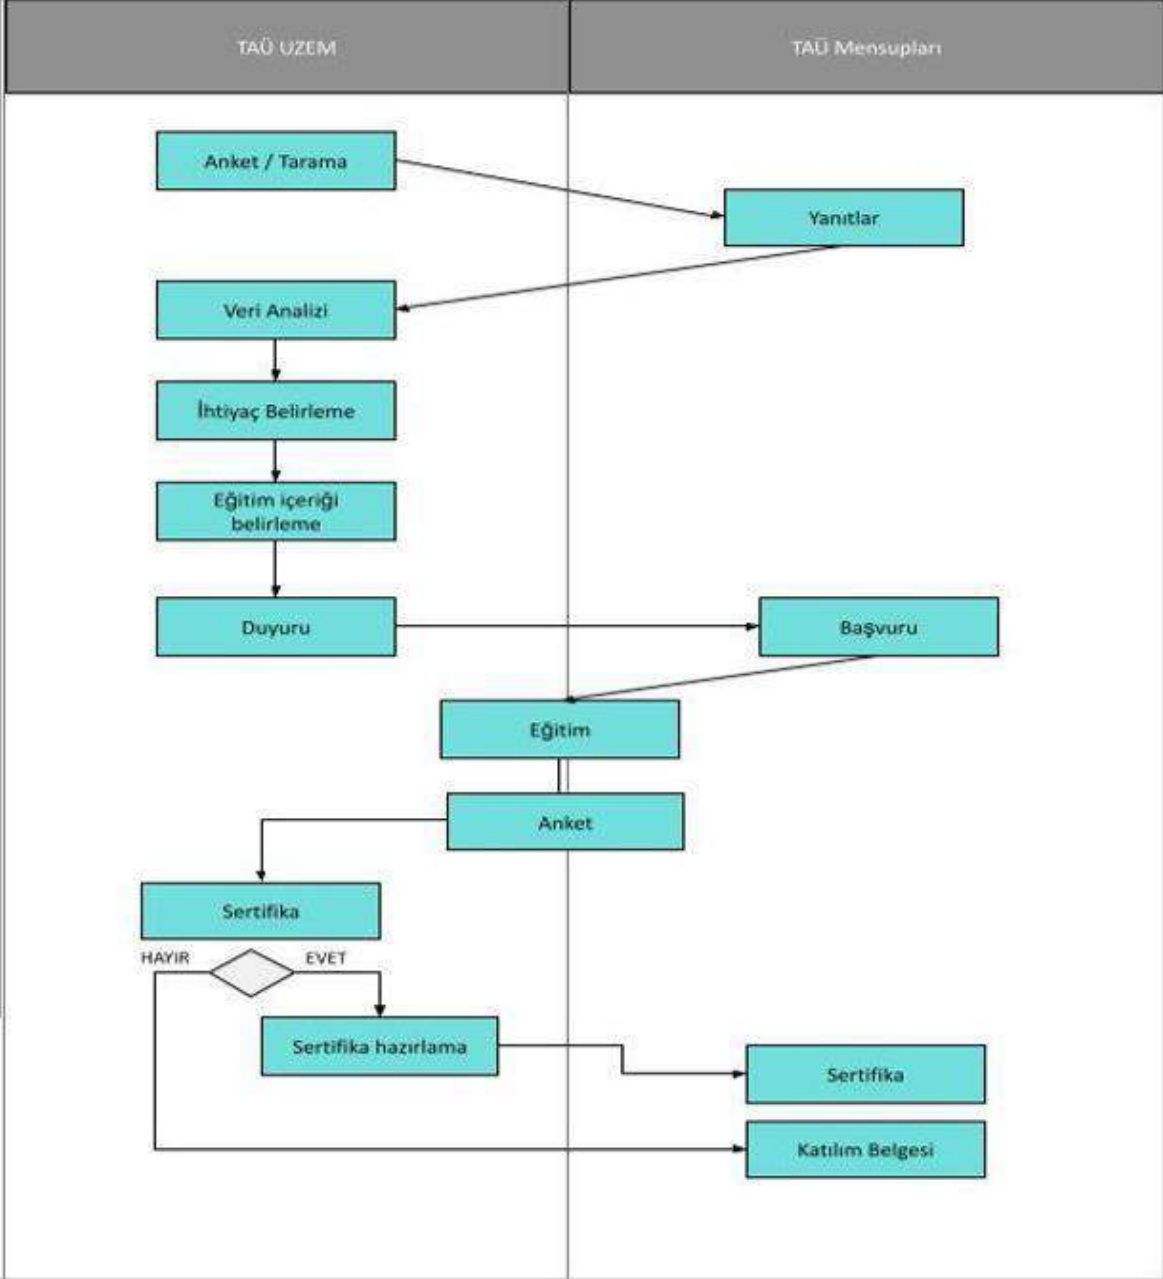 TAÜ UZEM
TAÜ Mensupları
Anket / Tarama
Yanıtlar
Veri Analizi
İhtiyaç Belirleme
Eğitim içeriği
belirleme
Duyuru
Başvuru
Eğitim
Anket
Sertifika
HAYIR
EVET
Sertifika hazırlama
Sertifika
Katılım Belgesi